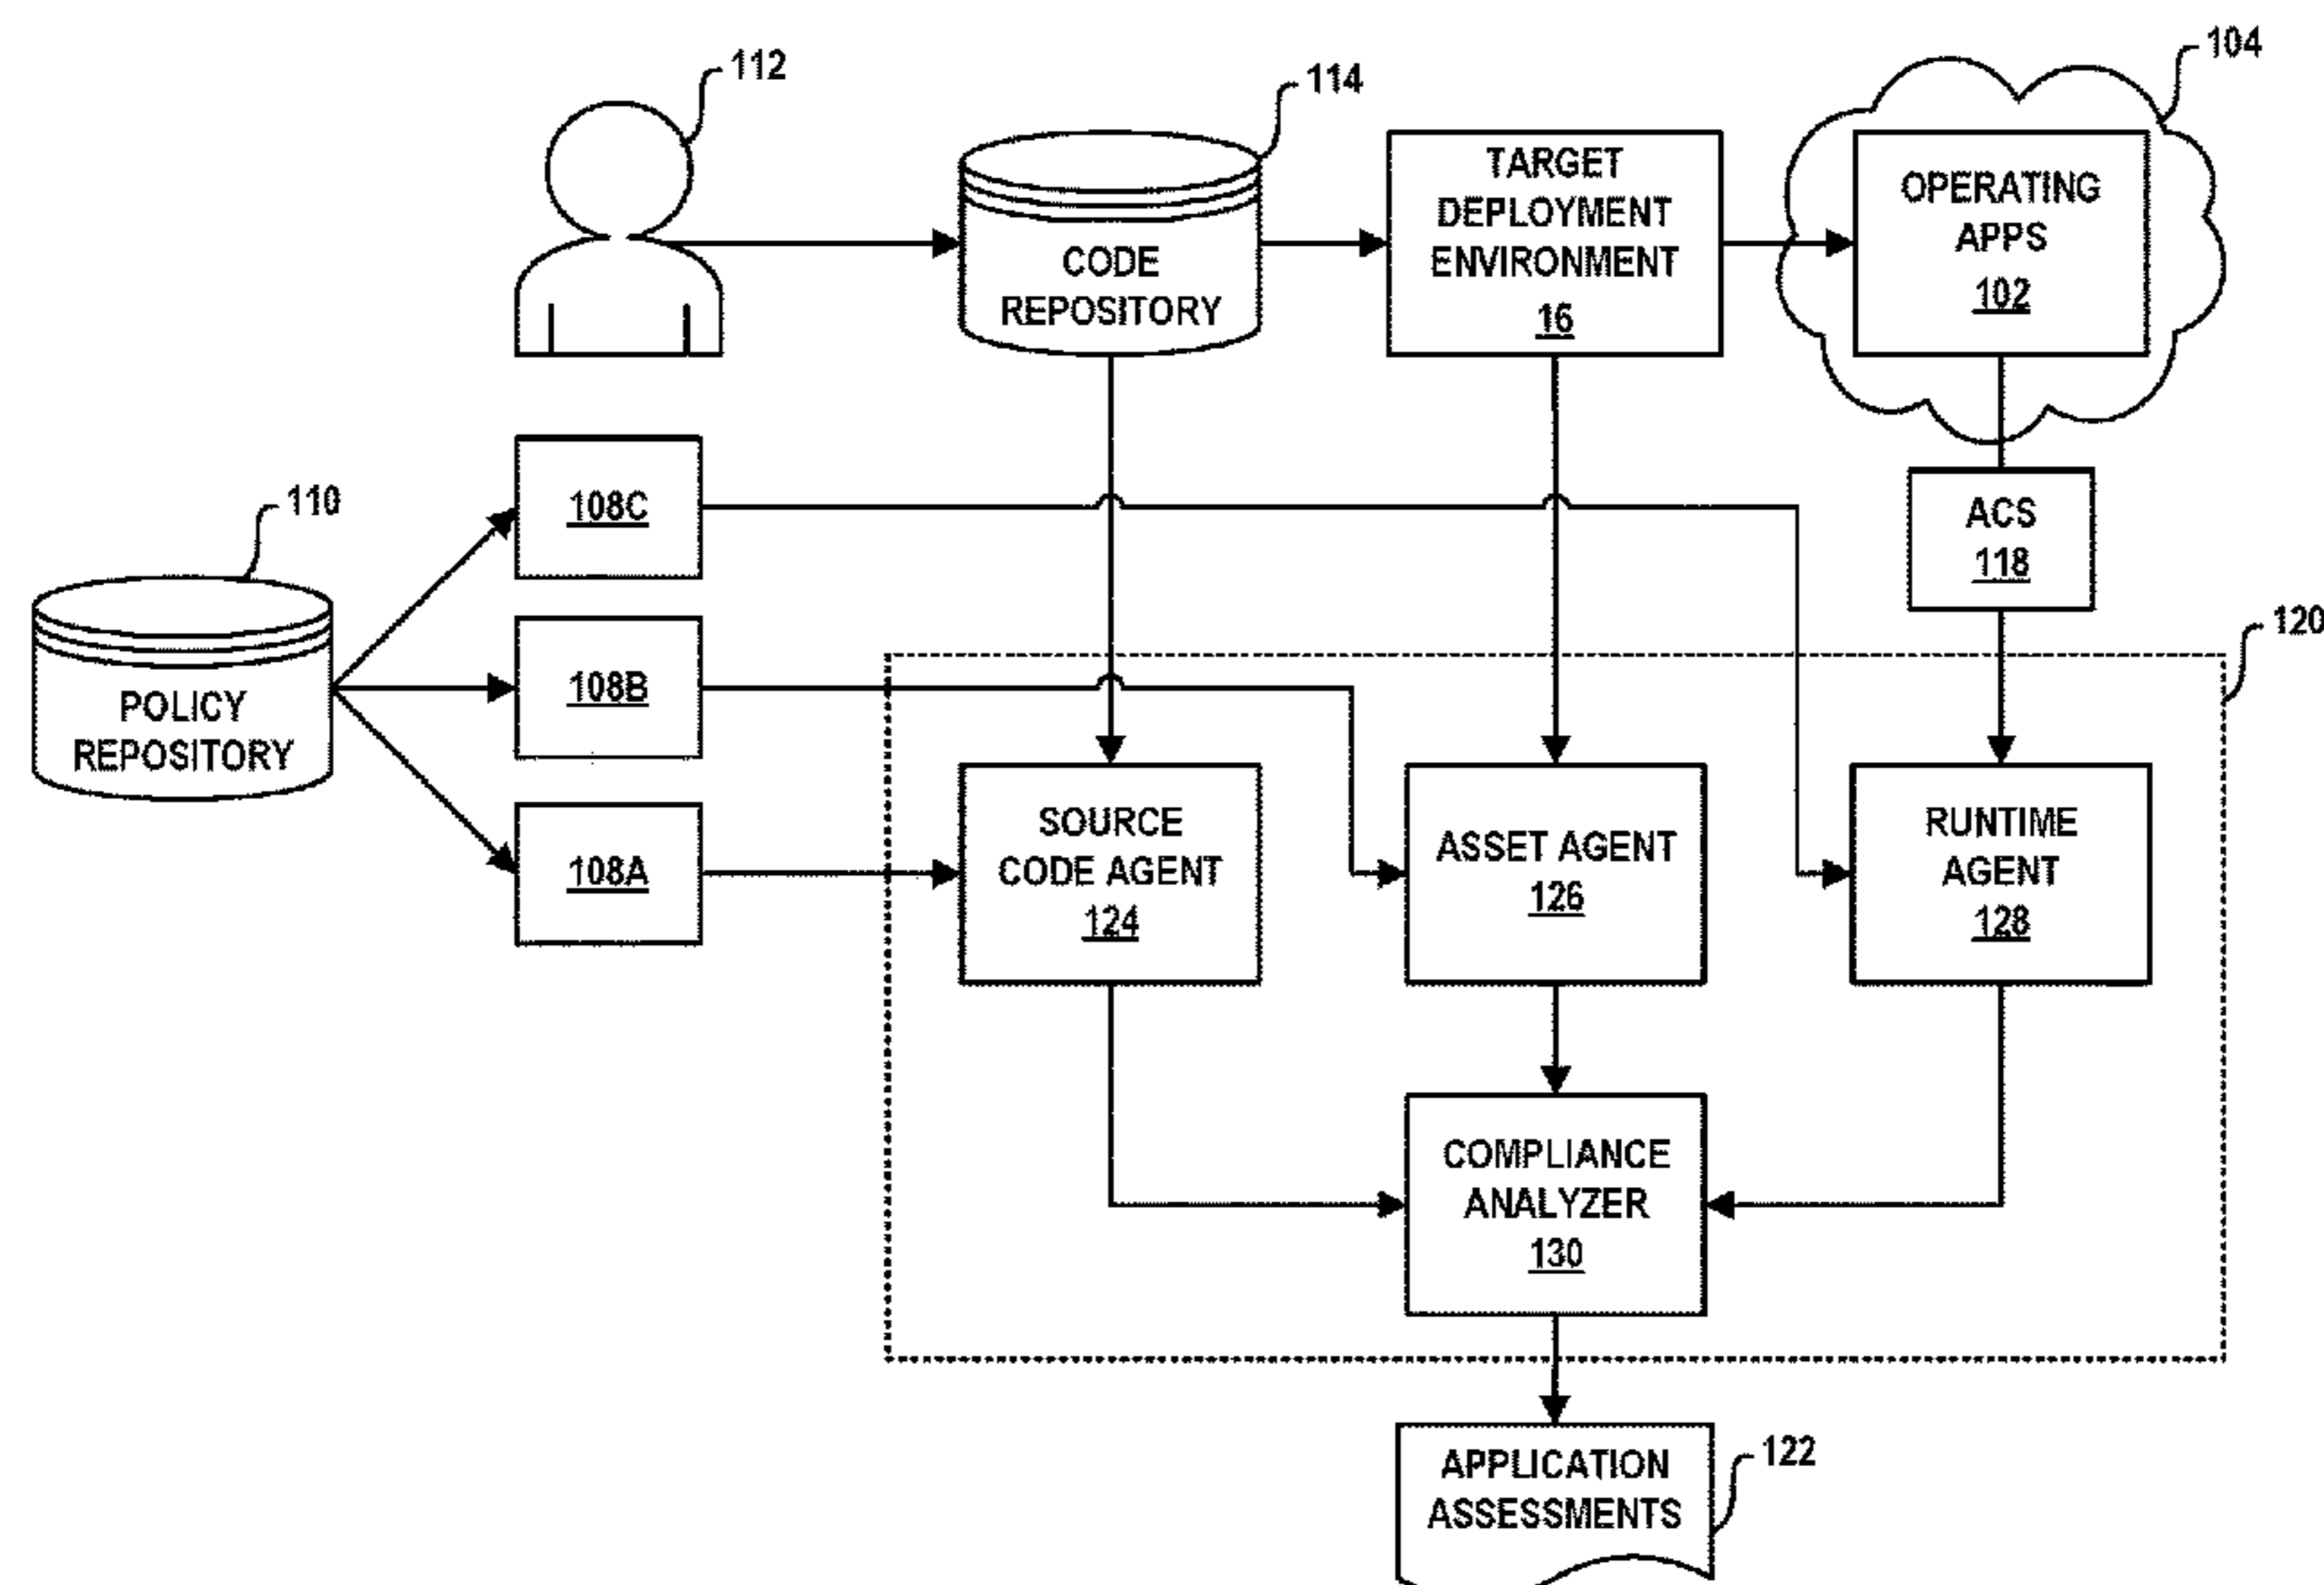 112
114
104
TARGET
DEPLOYMENT
ENVIRONMENT
16
OPERATING
APPS
102
CODE
REPOSITORY
110
108C
ACS
118
120
108B
POLICY
REPOSITORY
108A
SOURCE
CODE AGENT
124
ASSET AGENT
126
RUNTIME
AGENT
128
COMPLIANCE
ANALYZER
130
APPLICATION
ASSESSMENTS
122